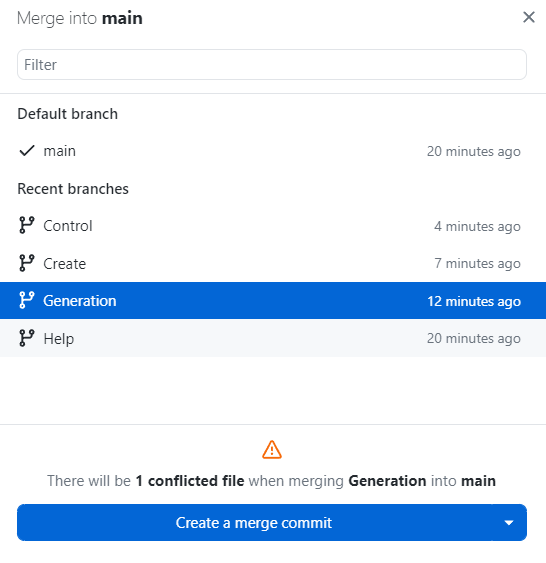 Merge into main
Filter
Default branch
main 20 minutes ago
Recent branches
Control 4 minutes ago
Create 7 minutes ago
Generation 12 minutes ago
Help 20 minutes ago
There will be 1 conflicted file when merging Generation into main
Create a merge commit